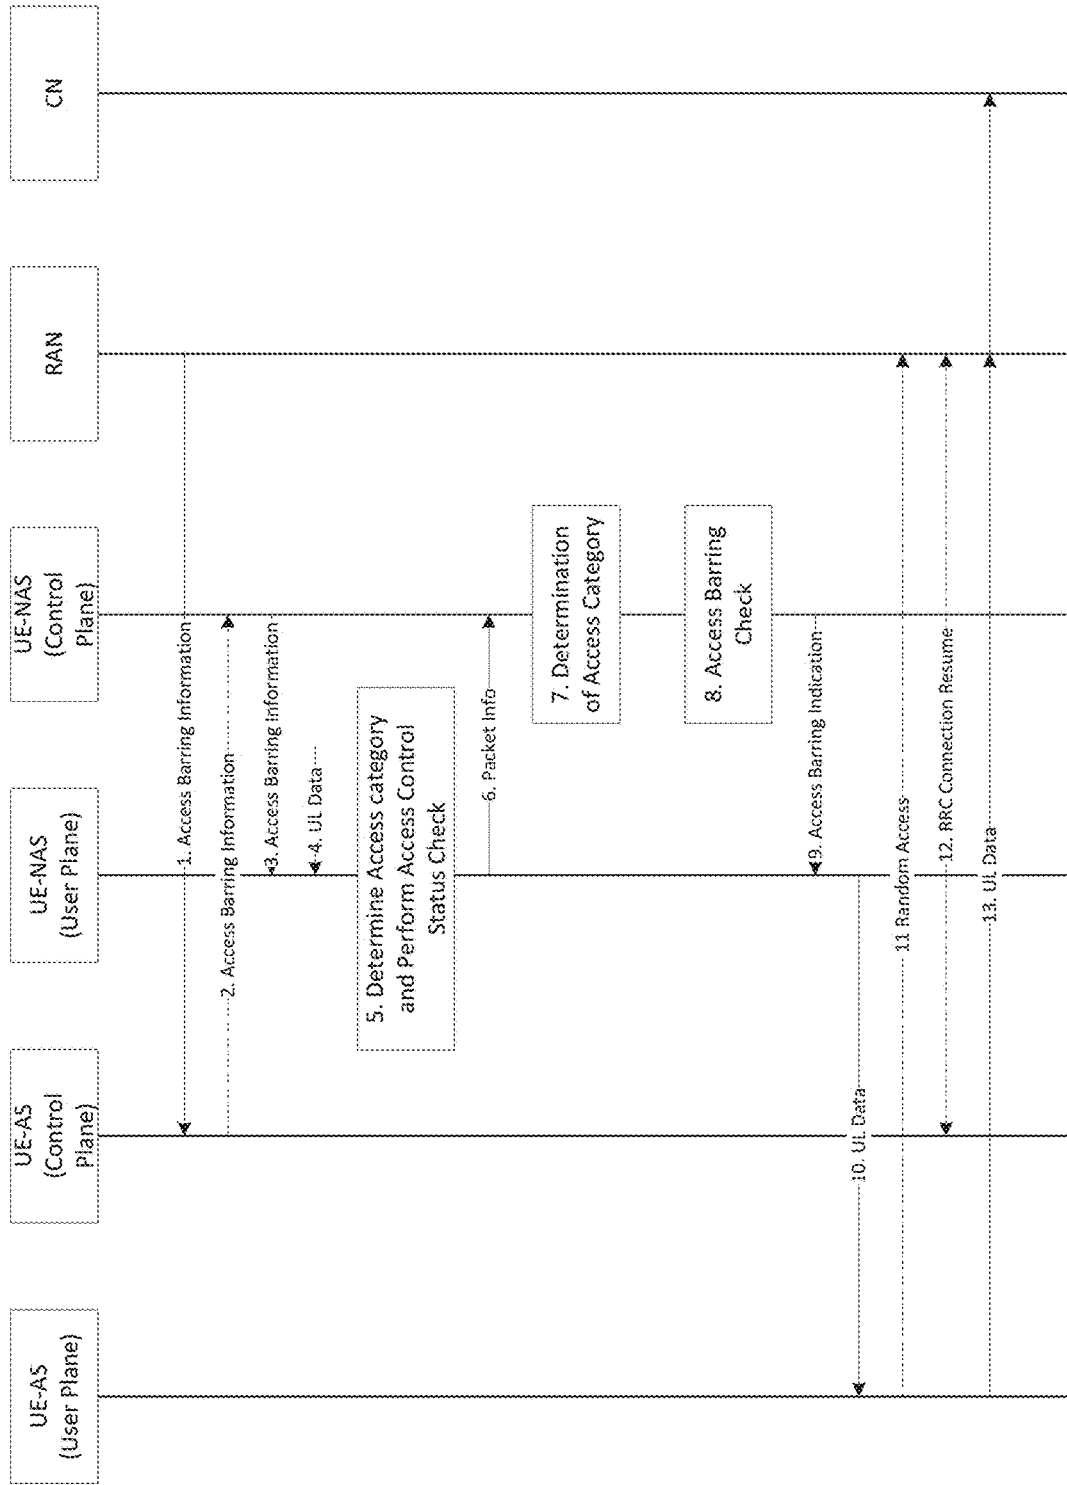 UE-AS
(User Plane)
UE-AS
(Control
Plane)
UE-NAS
(User Plane)
UE-NAS
(Control
Plane)
RAN
CN
1. Access Barring Information
2. Access Barring Information
3. Access Barring Information
4. UL Data
5. Determine Access category
and Perform Access Control
Status Check
6. Packet Info
7. Determination
of Access Category
8. Access Barring
Check
9. Access Barring Indication
10. UL Data
11 Random Access
12. RRC Connection Resume
13. UL Data